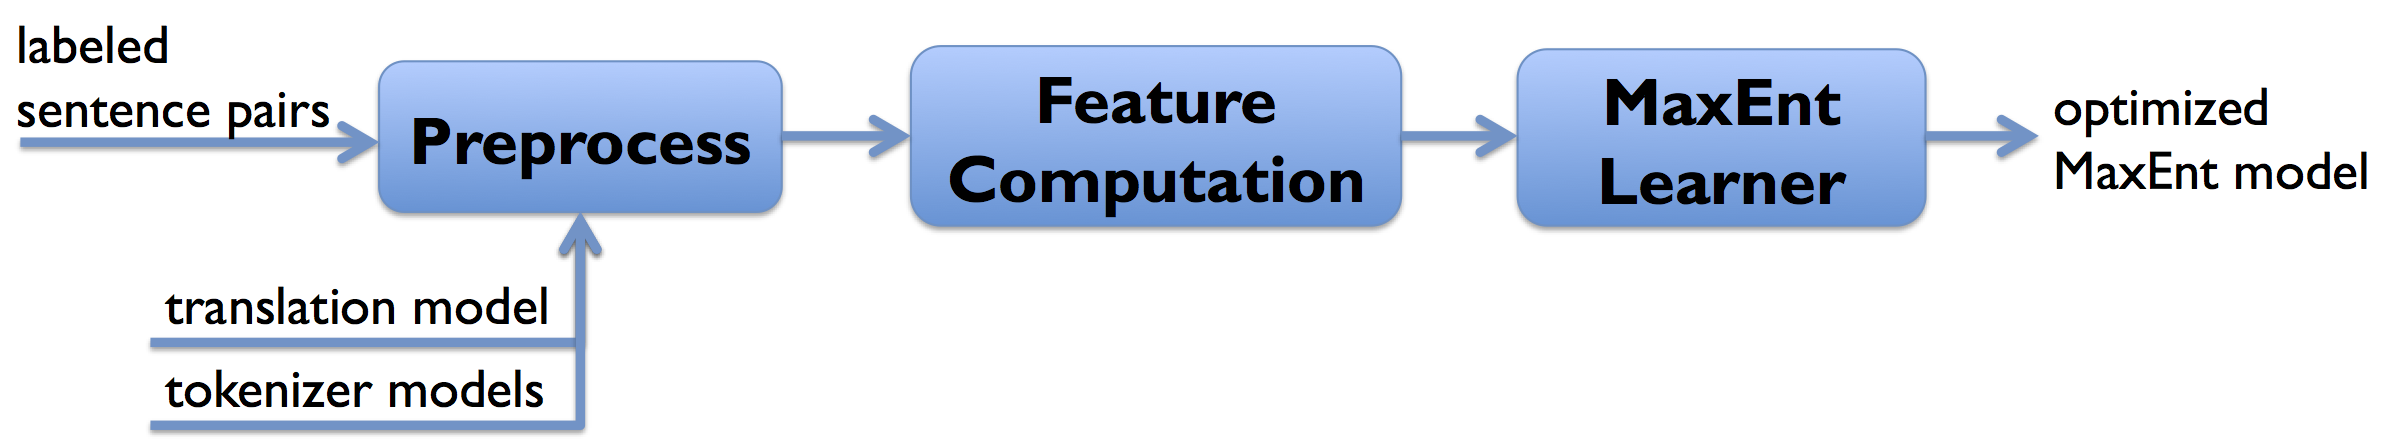 labeled
sentence pairs
Preprocess
Feature
Computation
MaxEnt
Learner
optimized
MaxEnt model
translation model
tokenizer models